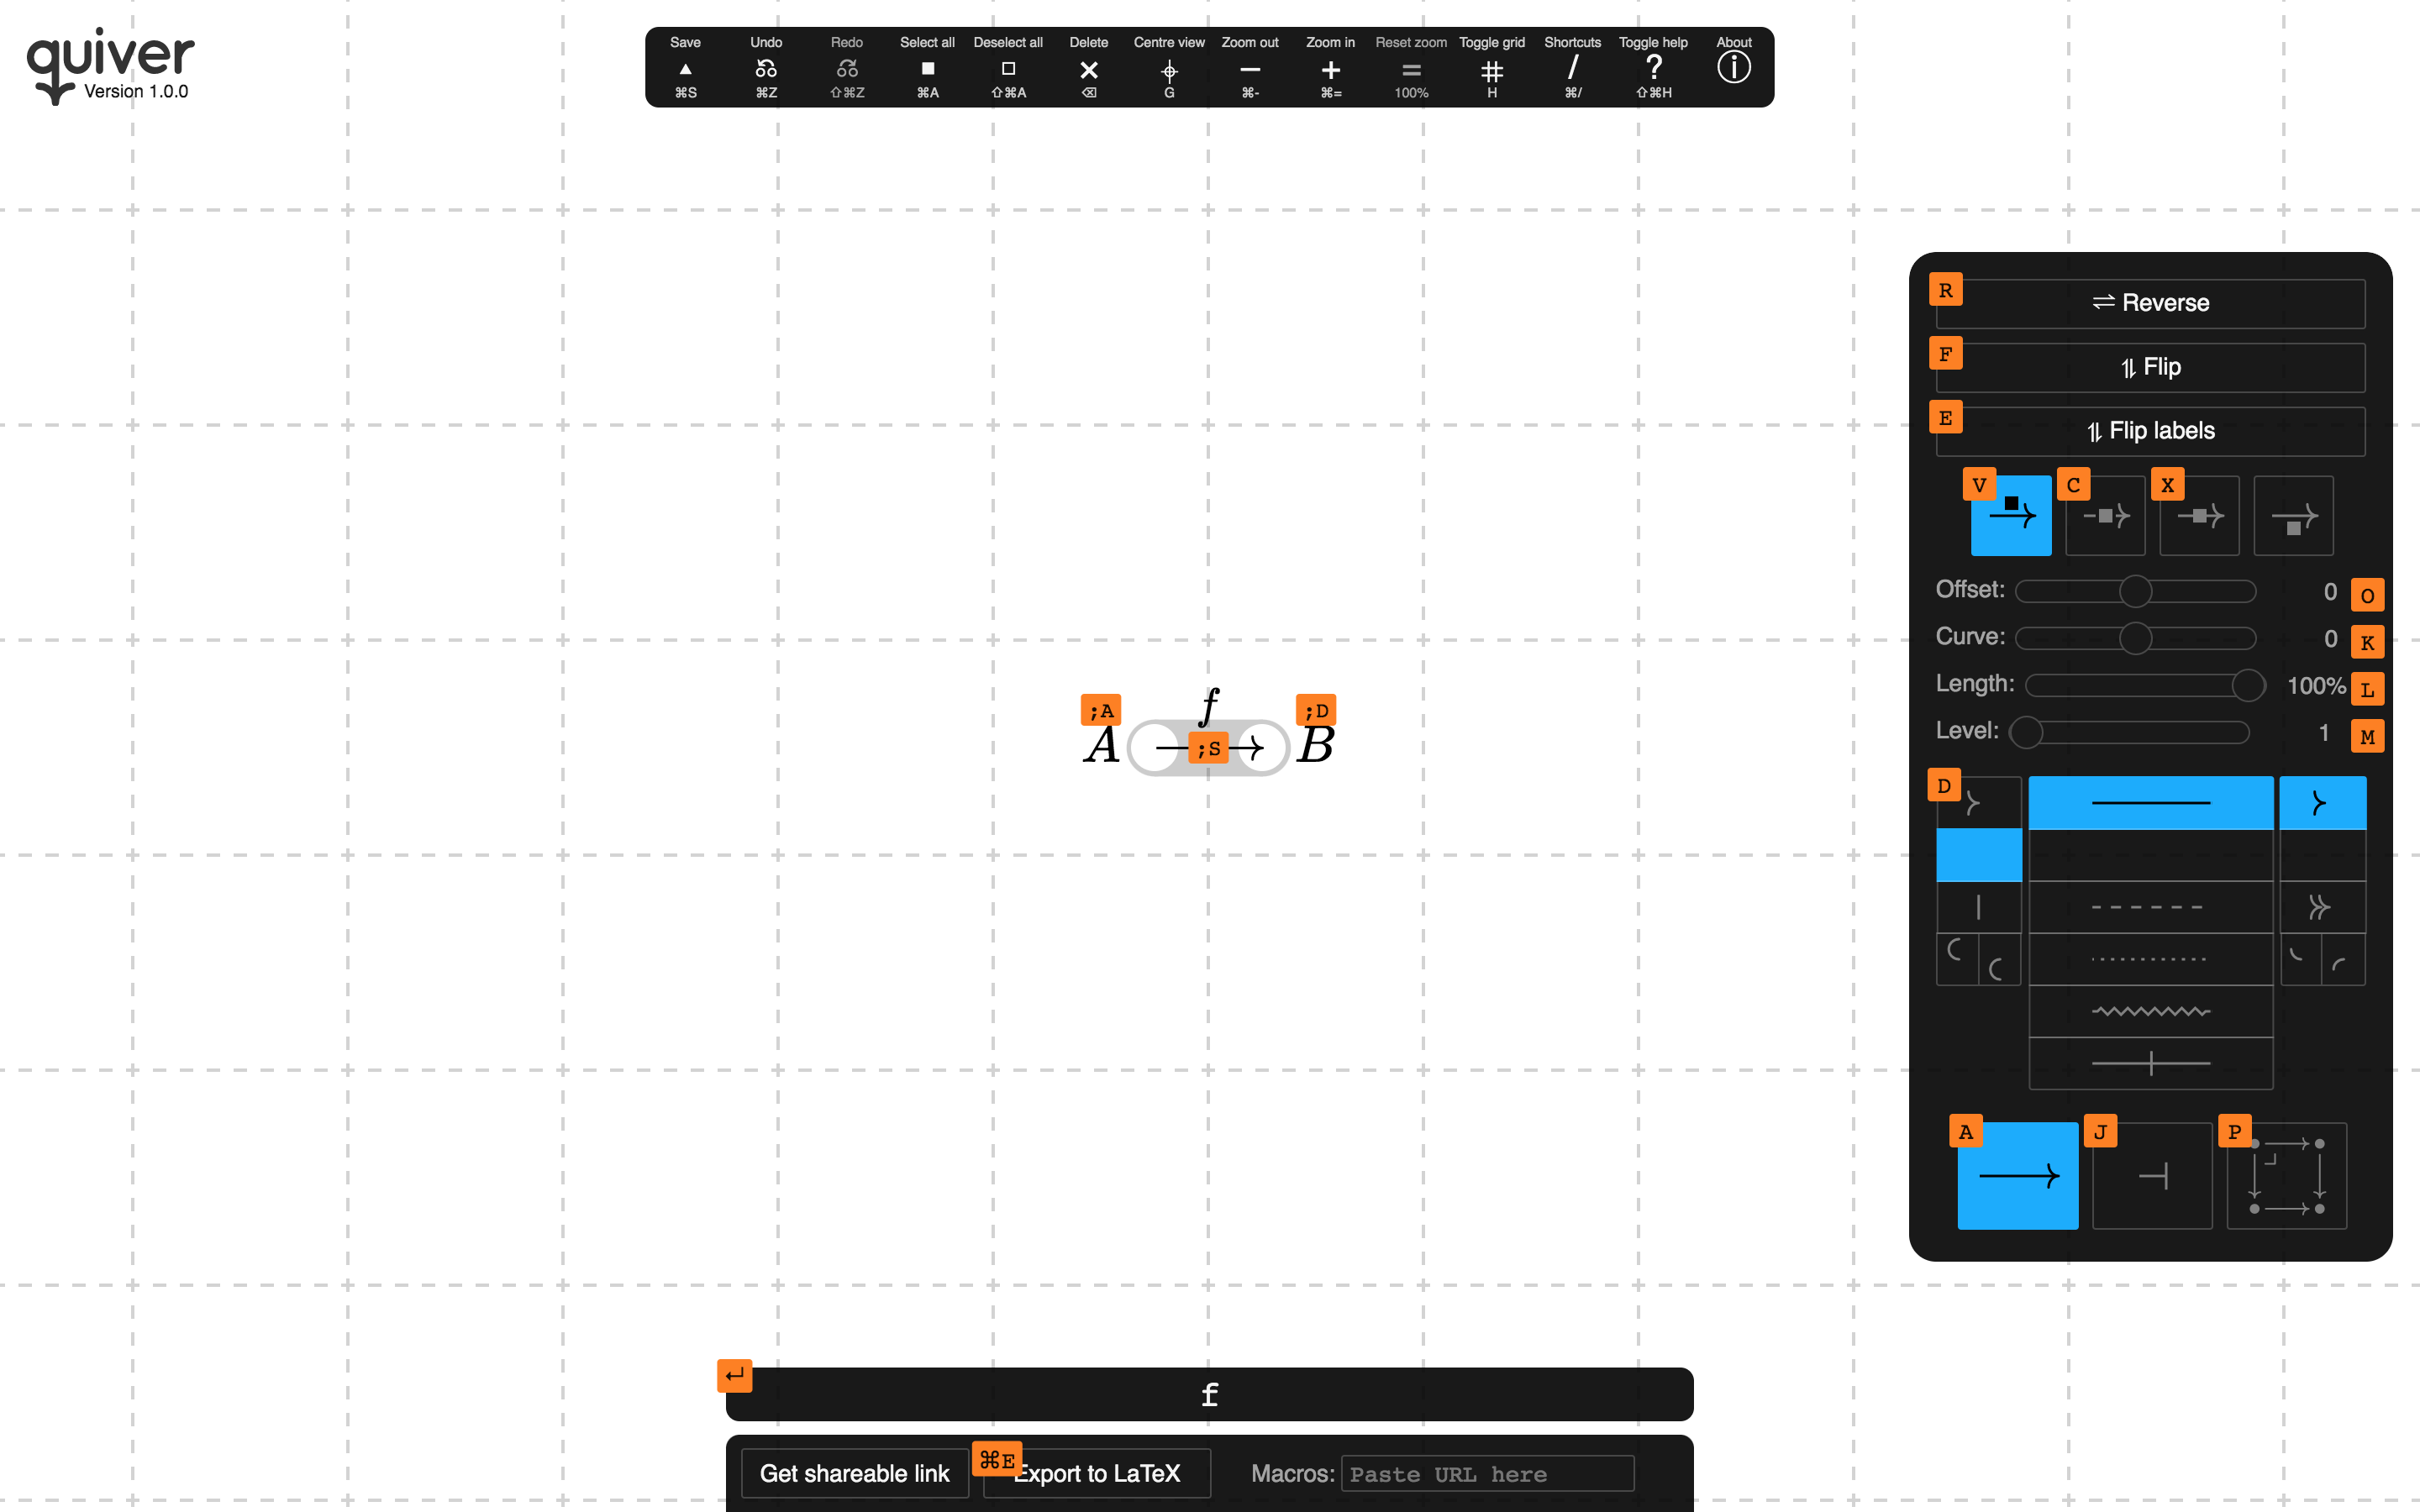 quiver
Version 1.0.0
Save Undo Redo Select all Deselect all Delete Centre view Zoom out Zoom in Reset zoom Toggle grid Shortcuts Toggle help About
⌘S ⌘Z ⇧⌘Z ⌘A ⇧⌘A ⌫ G ⌘- ⌘= 100% H ⌘/ ⇧⌘H
R ⇌ Reverse
F ⥮ Flip
E ⥮ Flip labels
V C X
Offset: 0 O
Curve: 0 K
Length: 100% L
Level: 1 M
D
A J P
f
;A ;S ;D
A B
↵
f
Get shareable link ⌘E Export to LaTeX Macros: Paste URL here